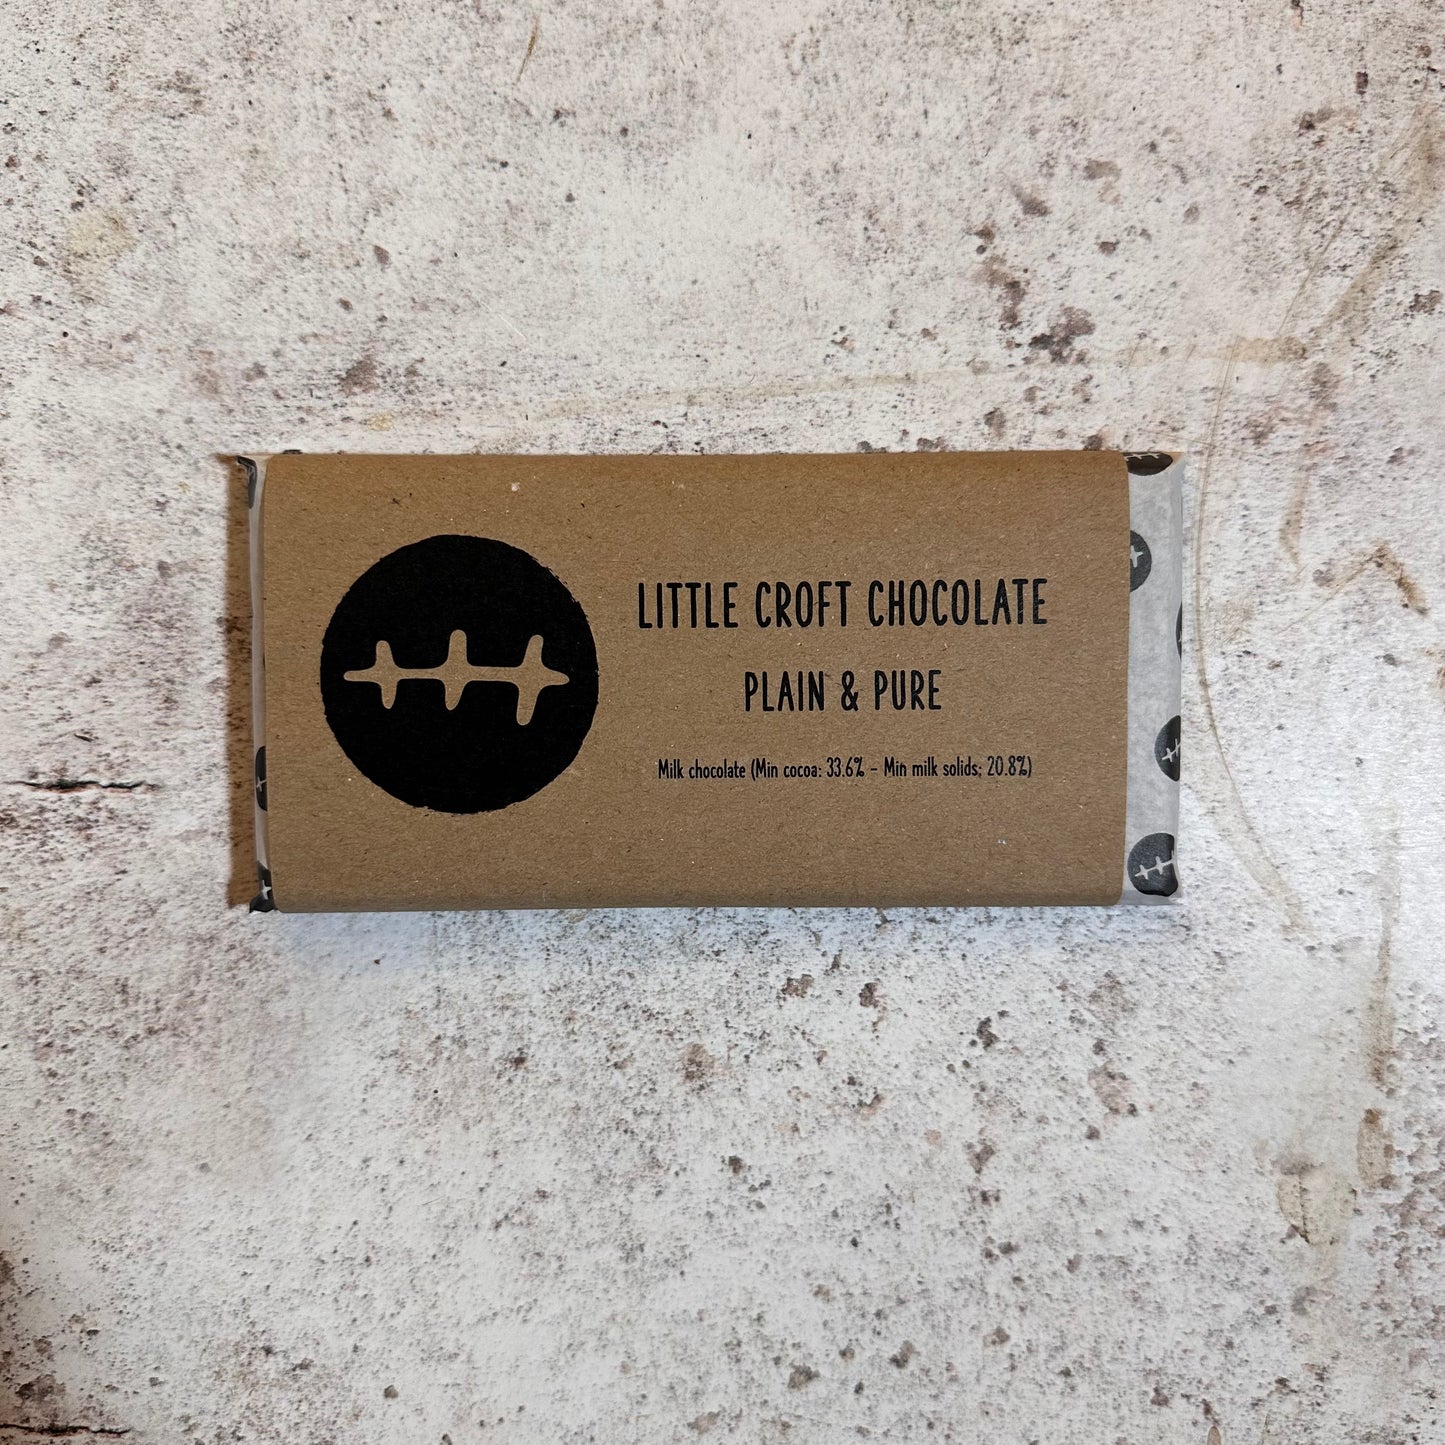 LITTLE CROFT CHOCOLATE
PLAIN & PURE
Milk chocolate (Min cocoa: 33.6% - Min milk solids; 20.8%)